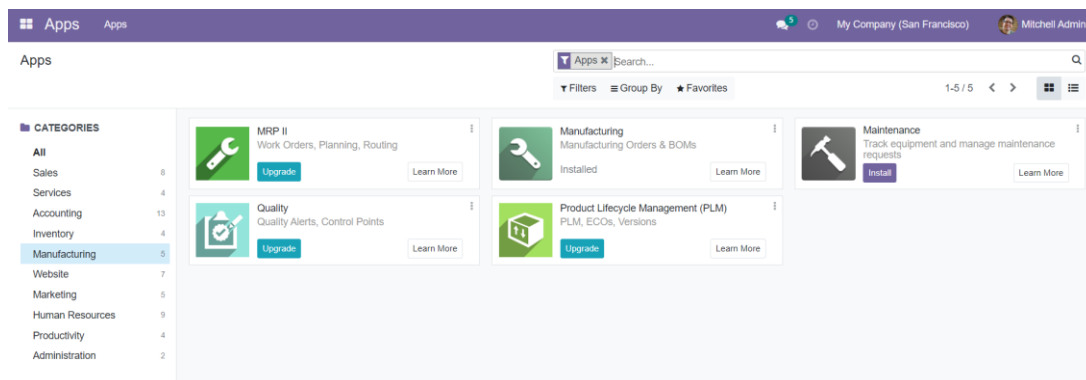 Apps Apps 5 My Company (San Francisco) Mitchell Admin
Apps
Apps Search...
Filters Group By Favorites 1-5 / 5
CATEGORIES
All
Sales 8
Services 4
Accounting 13
Inventory 4
Manufacturing 5
Website 7
Marketing 5
Human Resources 9
Productivity 4
Administration 2
MRP II
Work Orders, Planning, Routing
Upgrade Learn More
Manufacturing
Manufacturing Orders & BOMs
Installed Learn More
Maintenance
Track equipment and manage maintenance
requests
Install Learn More
Quality
Quality Alerts, Control Points
Upgrade Learn More
Product Lifecycle Management (PLM)
PLM, ECOs, Versions
Upgrade Learn More